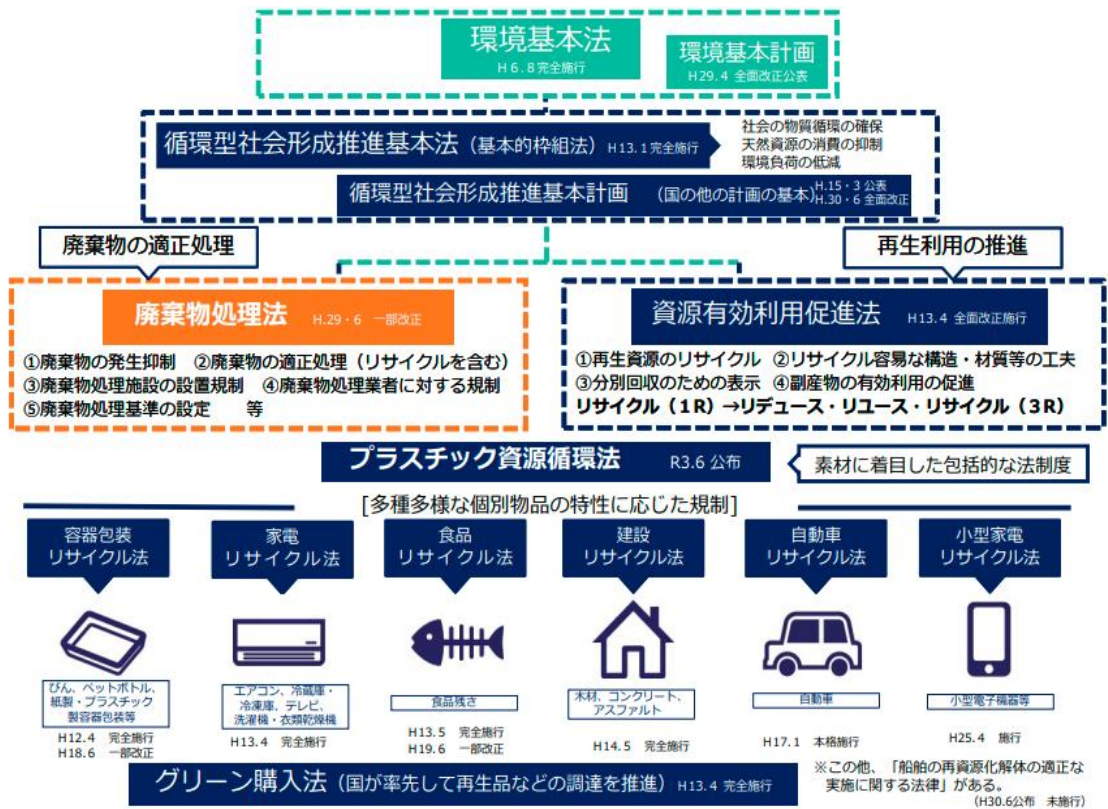 環境基本法
H 6. 8 完全施行
環境基本計画
H29. 4 全面改正公表
循環型社会形成推進基本法（基本的枠組法）H13. 1 完全施行
社会の物質循環の確保
天然資源の消費の抑制
環境負荷の低減
循環型社会形成推進基本計画 （国の他の計画の基本）
H.15・3 公表
H.30・6 全面改正
廃棄物の適正処理
再生利用の推進
廃棄物処理法 H.29・6 一部改正
①廃棄物の発生抑制 ②廃棄物の適正処理（リサイクルを含む）
③廃棄物処理施設の設置規制 ④廃棄物処理業者に対する規制
⑤廃棄物処理基準の設定 等
資源有効利用促進法 H13. 4 全面改正施行
①再生資源のリサイクル ②リサイクル容易な構造・材質等の工夫
③分別回収のための表示 ④副産物の有効利用の促進
リサイクル（１R）→リデュース・リユース・リサイクル（３R）
プラスチック資源循環法 R3.6 公布
素材に着目した包括的な法制度
[多種多様な個別物品の特性に応じた規制]
容器包装
リサイクル法
びん、ペットボトル、
紙製・プラスチック
製容器包装等
H12.4 完全施行
H18.6 一部改正
家電
リサイクル法
エアコン、冷蔵庫・
冷凍庫、テレビ、
洗濯機・衣類乾燥機
H13.4 完全施行
食品
リサイクル法
食品残さ
H13.5 完全施行
H19.6 一部改正
建設
リサイクル法
木材、コンクリート、
アスファルト
H14.5 完全施行
自動車
リサイクル法
自動車
H17.1 本格施行
小型家電
リサイクル法
小型電子機器等
H25.4 施行
グリーン購入法（国が率先して再生品などの調達を推進）H13. 4 完全施行
※この他、「船舶の再資源化解体の適正な
実施に関する法律」がある。
（H30.6公布 未施行）